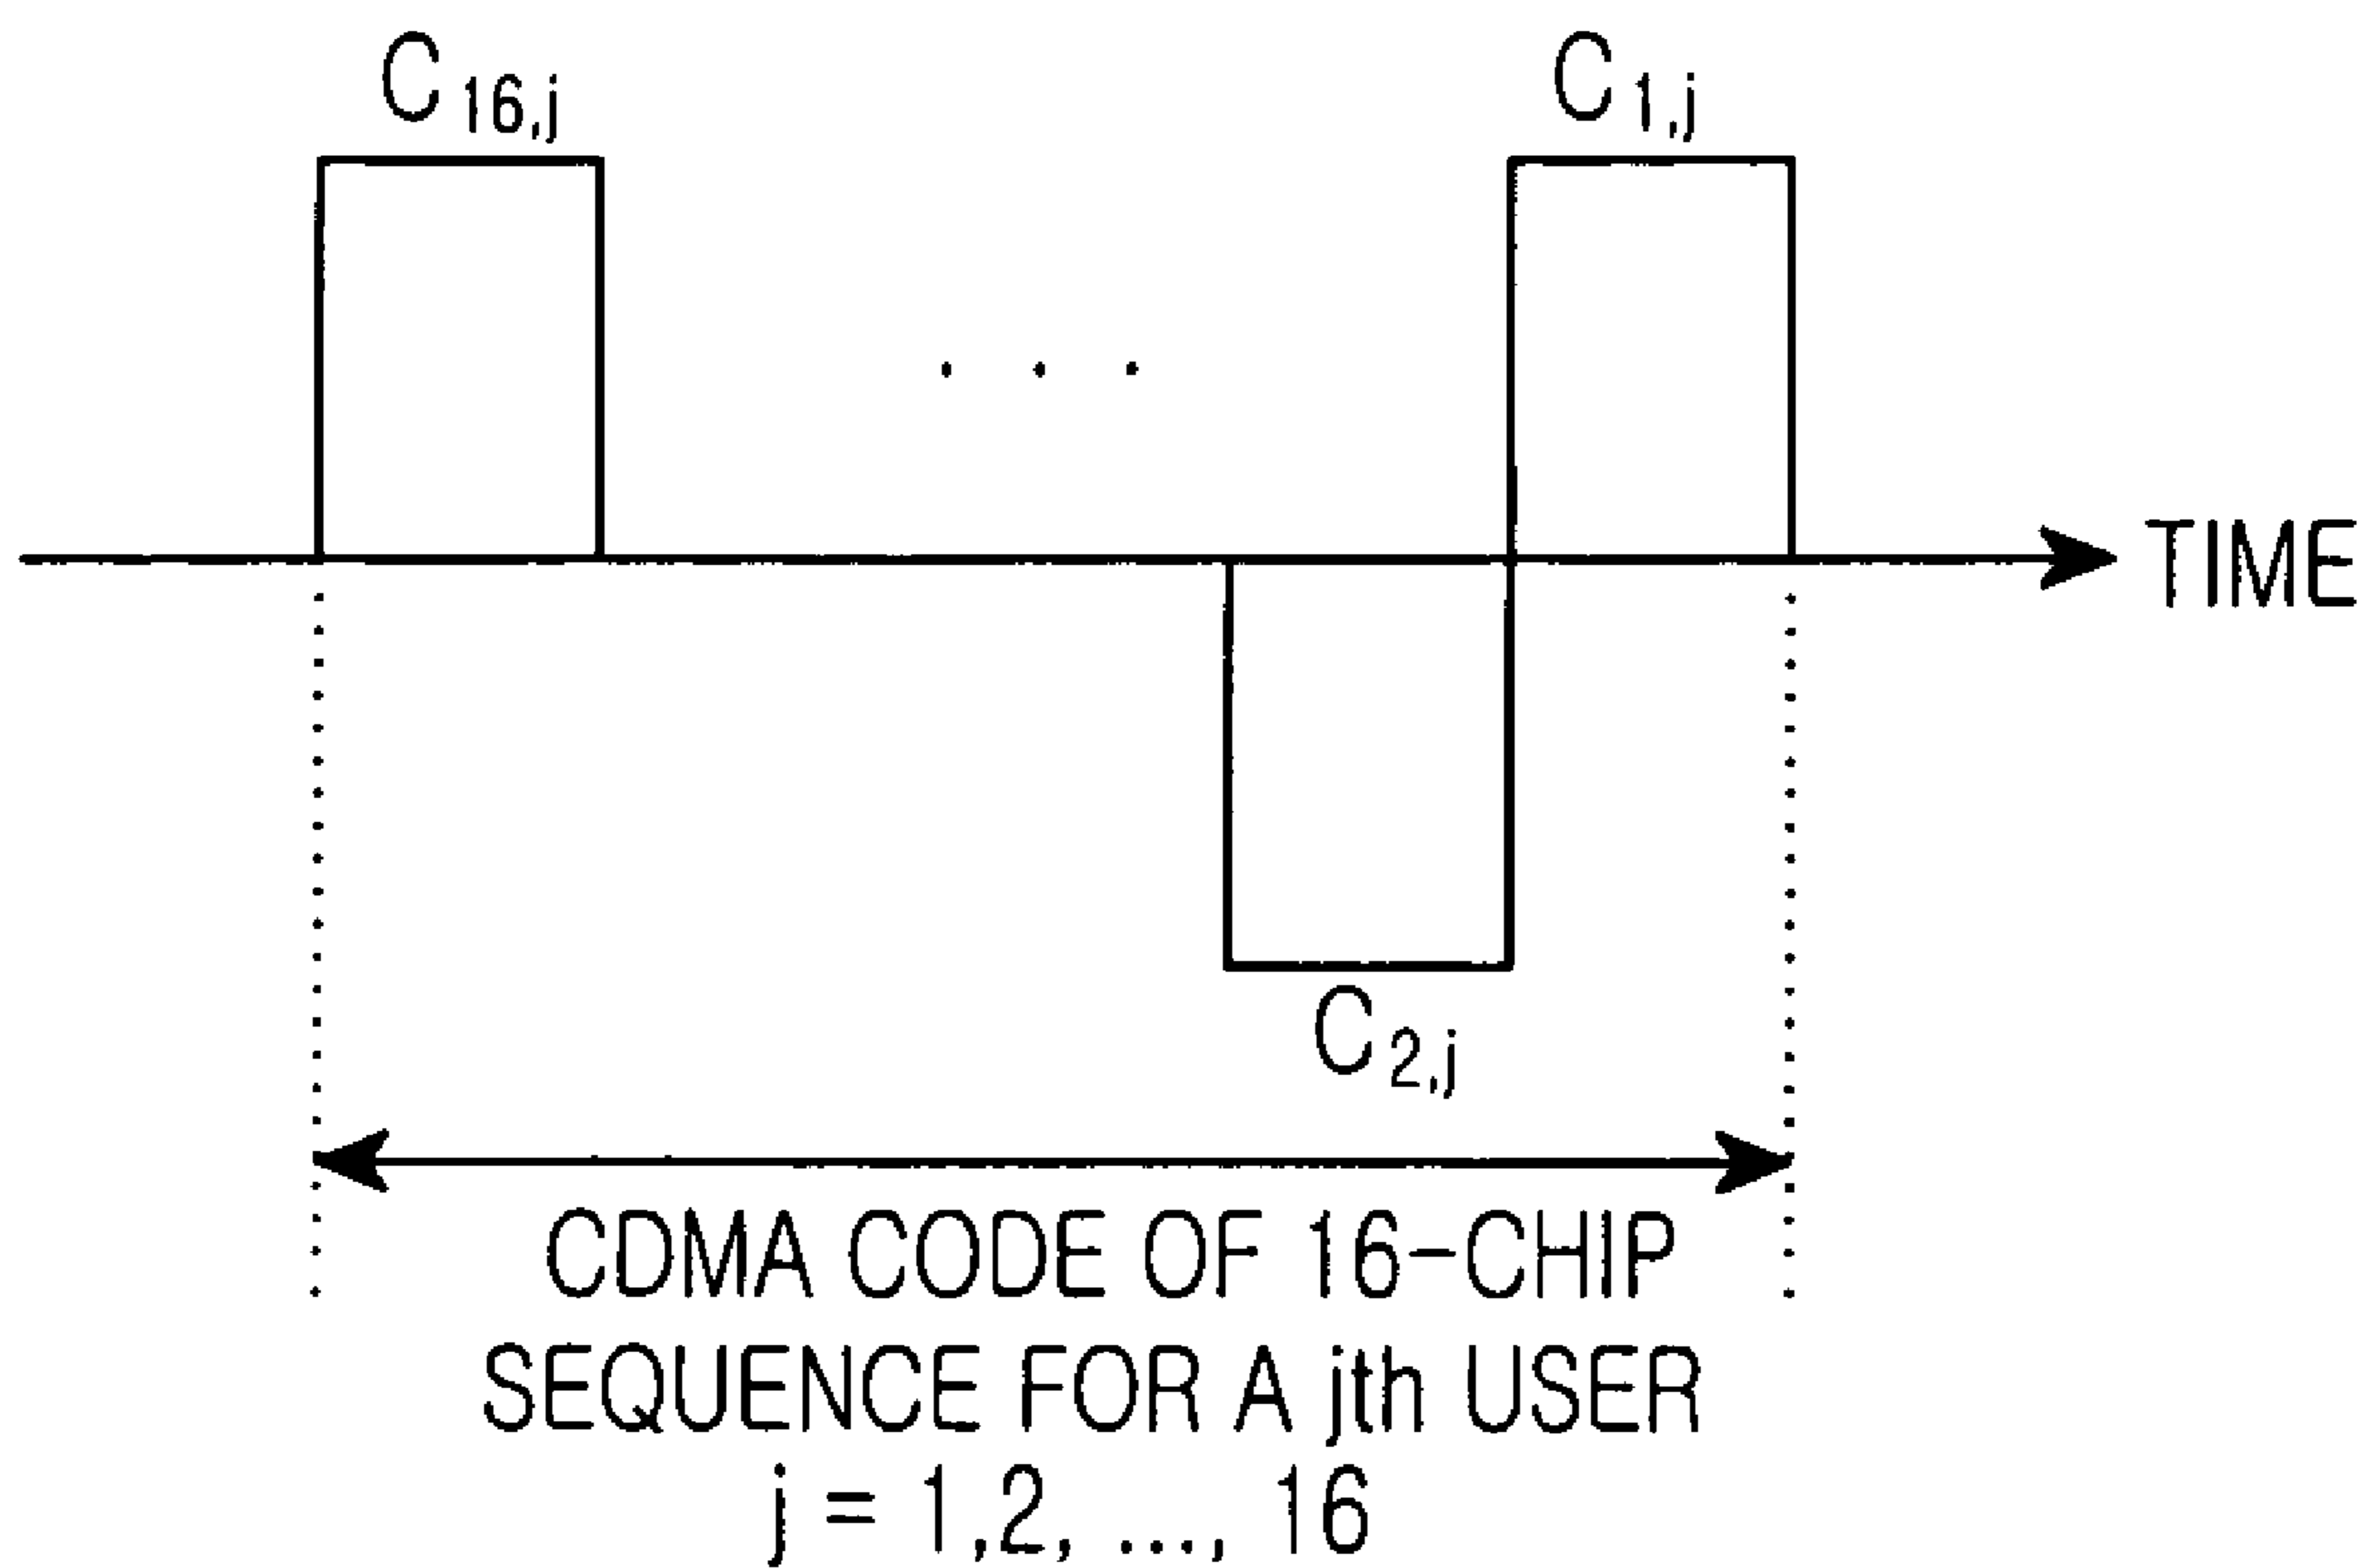 C16,j
C1,j
. . .
TIME
C2,j
CDMA CODE OF 16-CHIP
SEQUENCE FOR A jth USER
j = 1,2, ..., 16